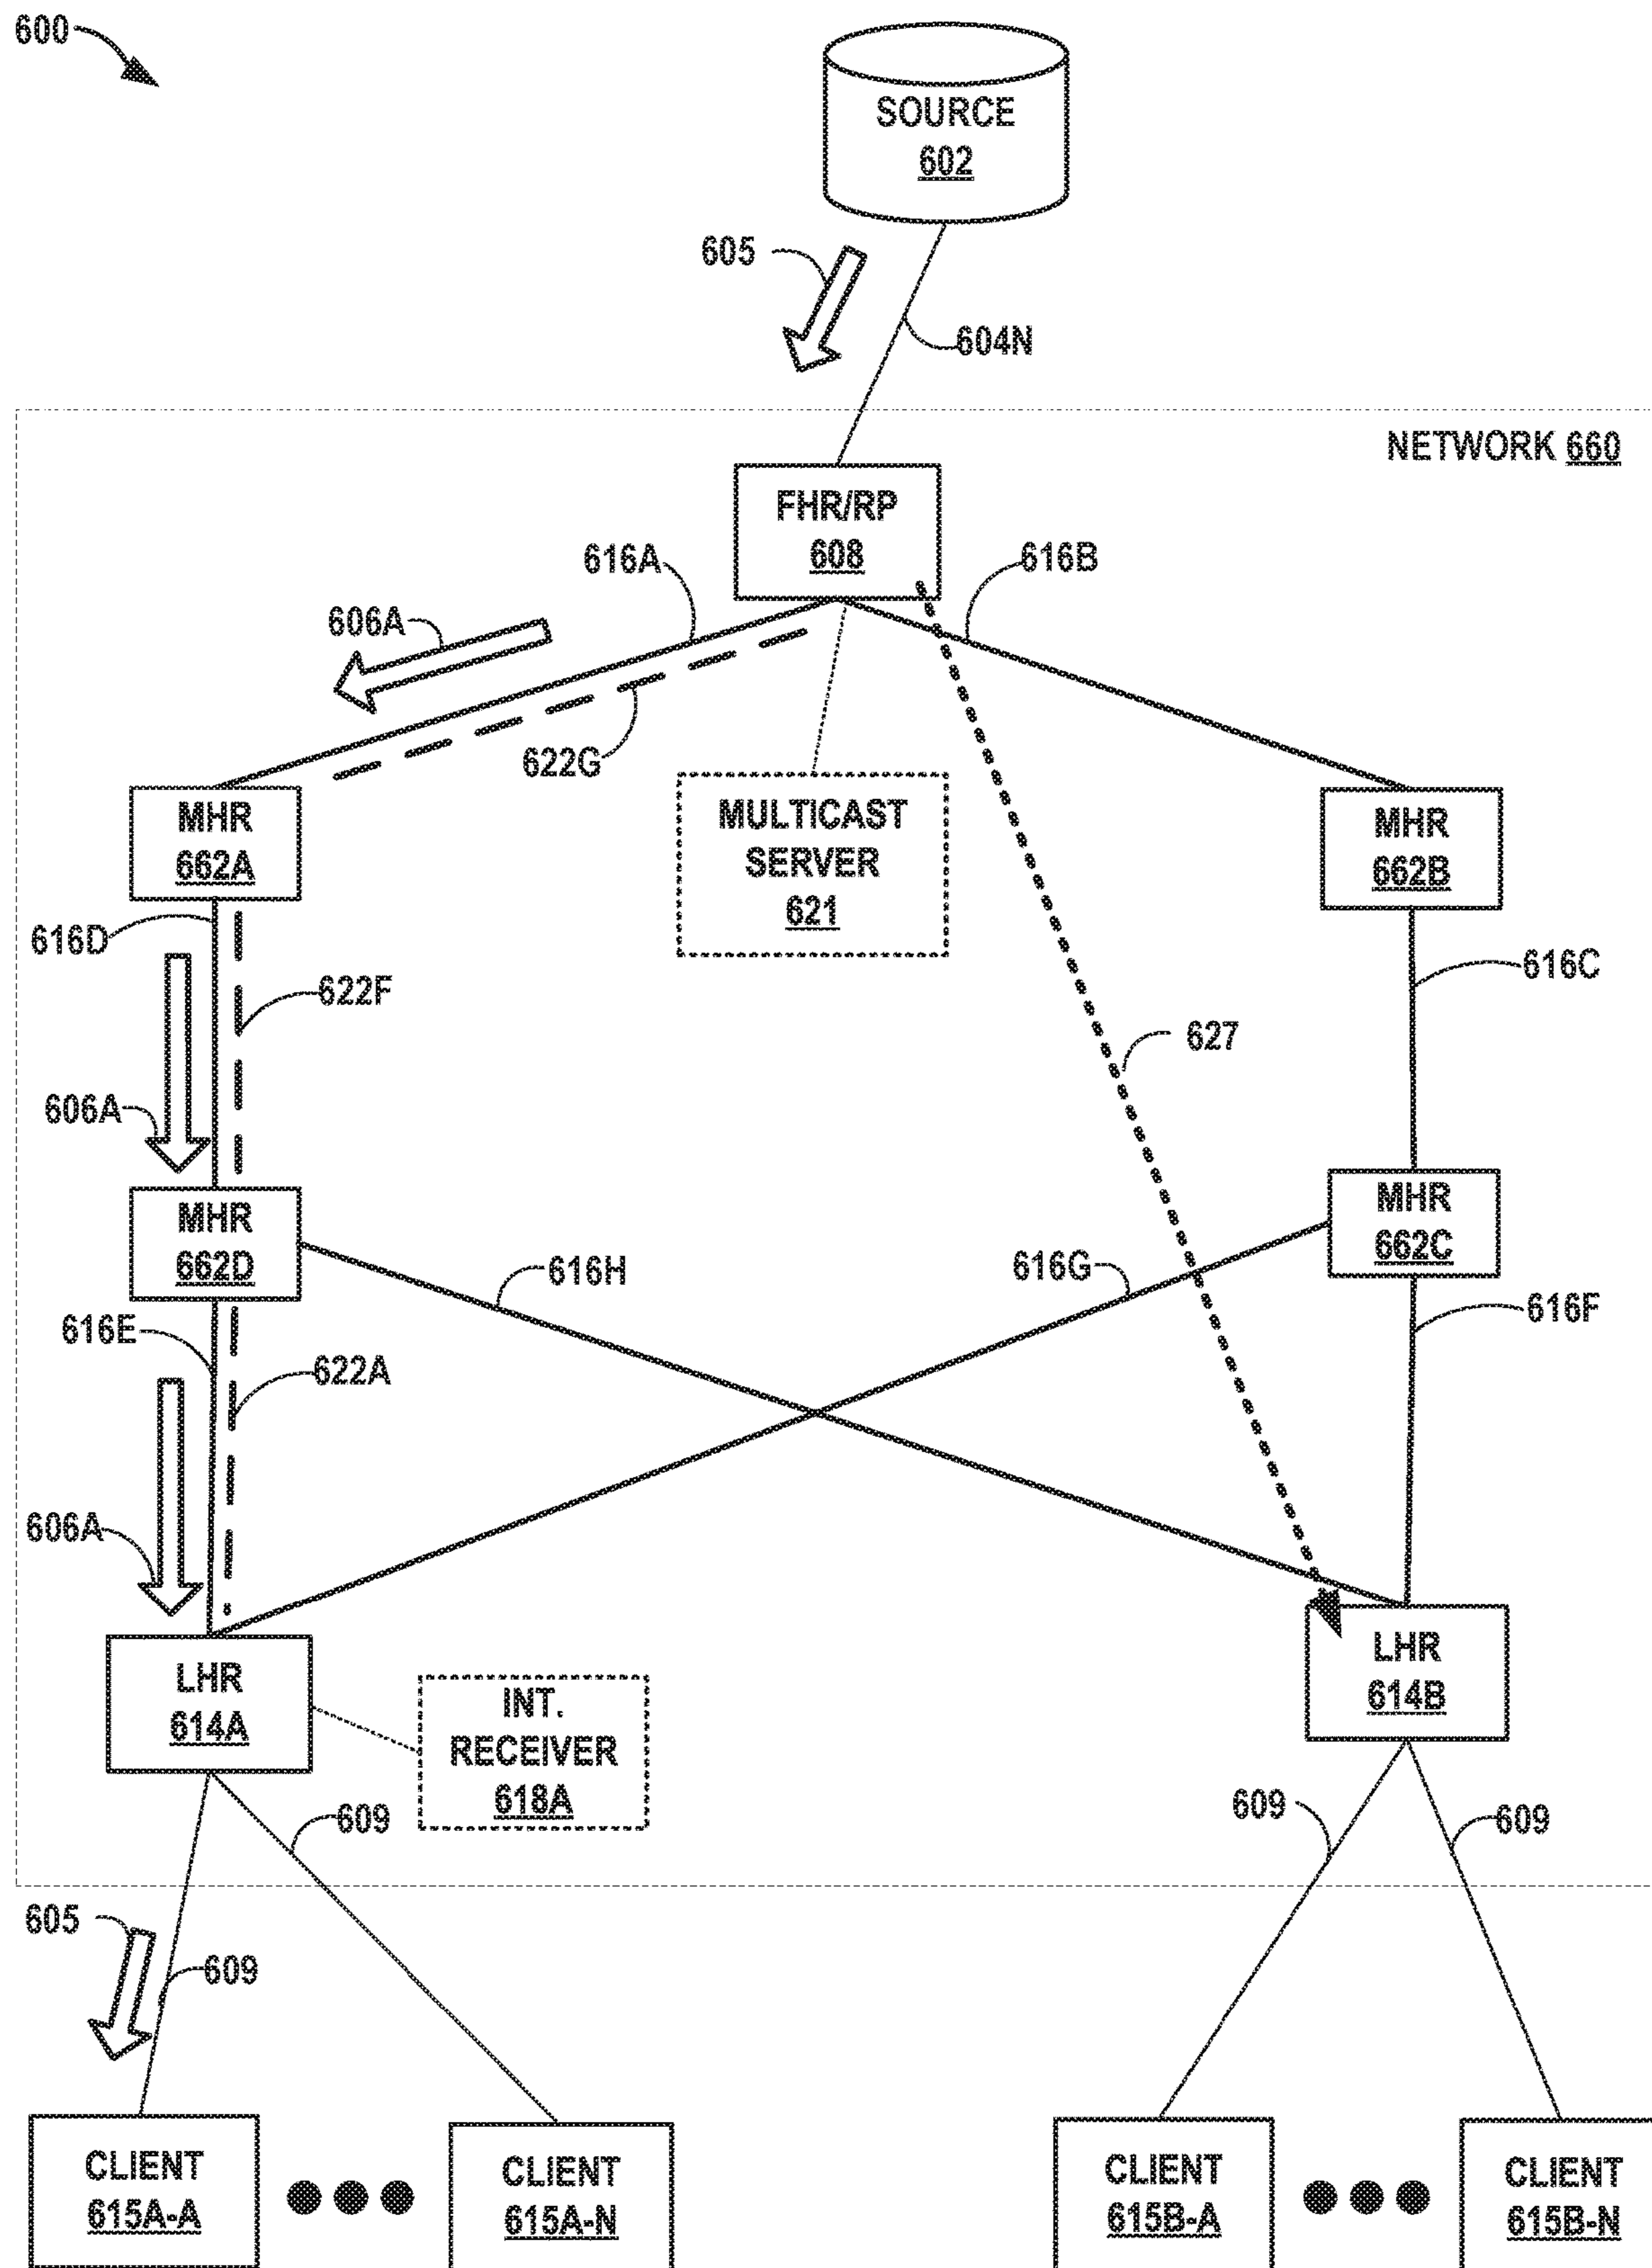 600
SOURCE
602
605
604N
NETWORK 660
FHR/RP
608
616A
616B
606A
622G
MHR
662A
MULTICAST
SERVER
621
MHR
662B
616D
622F
616C
627
606A
MHR
662D
MHR
662C
616H
616G
616E
616F
622A
606A
LHR
614A
INT.
RECEIVER
618A
LHR
614B
609
609
609
605
609
CLIENT
615A-A
CLIENT
615A-N
CLIENT
615B-A
CLIENT
615B-N